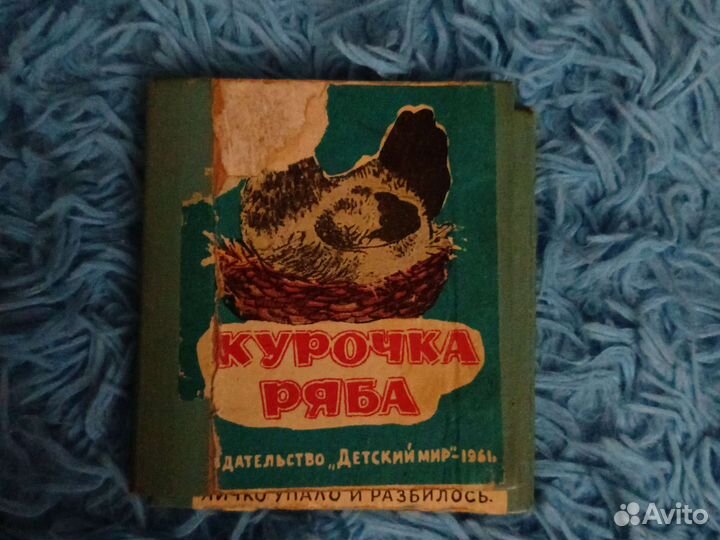 КУРОЧКА
РЯБА
ДАТЕЛЬСТВО „ДЕТСКИЙ МИР"-1961
ЯИЧКО УПАЛО И РАЗБИЛОСЬ.
Avito